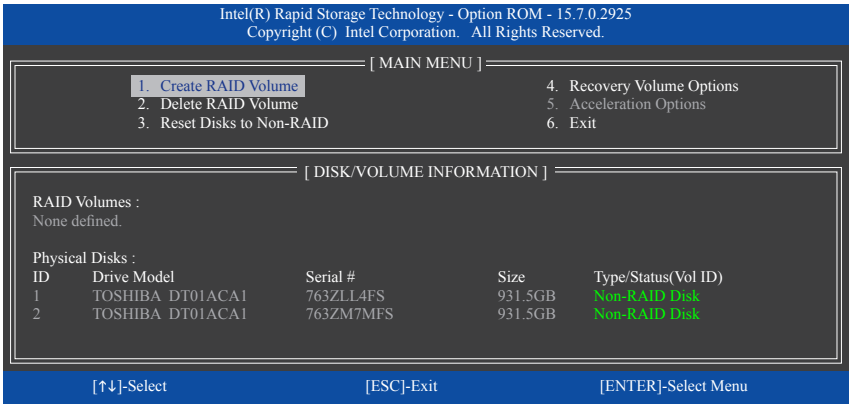 Intel(R) Rapid Storage Technology - Option ROM - 15.7.0.2925
Copyright (C) Intel Corporation. All Rights Reserved.
[ MAIN MENU ]
1. Create RAID Volume
2. Delete RAID Volume
3. Reset Disks to Non-RAID
4. Recovery Volume Options
5. Acceleration Options
6. Exit
[ DISK/VOLUME INFORMATION ]
RAID Volumes :
None defined.
Physical Disks :
ID Drive Model Serial # Size Type/Status(Vol ID)
1 TOSHIBA DT01ACA1 763ZLL4FS 931.5GB Non-RAID Disk
2 TOSHIBA DT01ACA1 763ZM7MFS 931.5GB Non-RAID Disk
[↑↓]-Select [ESC]-Exit [ENTER]-Select Menu